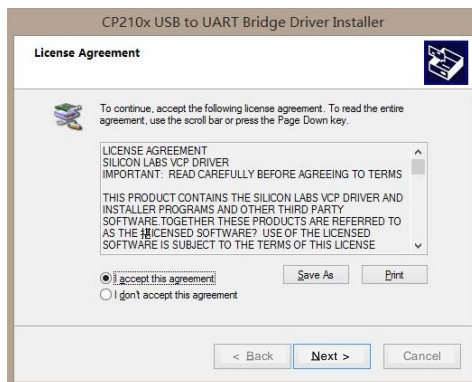 CP210x USB to UART Bridge Driver Installer
License Agreement
To continue, accept the following license agreement. To read the entire
agreement, use the scroll bar or press the Page Down key.
LICENSE AGREEMENT
SILICON LABS VCP DRIVER
IMPORTANT: READ CAREFULLY BEFORE AGREEING TO TERMS
THIS PRODUCT CONTAINS THE SILICON LABS VCP DRIVER AND
INSTALLER PROGRAMS AND OTHER THIRD PARTY
SOFTWARE.TOGETHER THESE PRODUCTS ARE REFERRED TO
AS THE LICENSED SOFTWARE? USE OF THE LICENSED
SOFTWARE IS SUBJECT TO THE TERMS OF THIS LICENSE
I accept this agreement
Save As
Print
I don't accept this agreement
< Back
Next >
Cancel